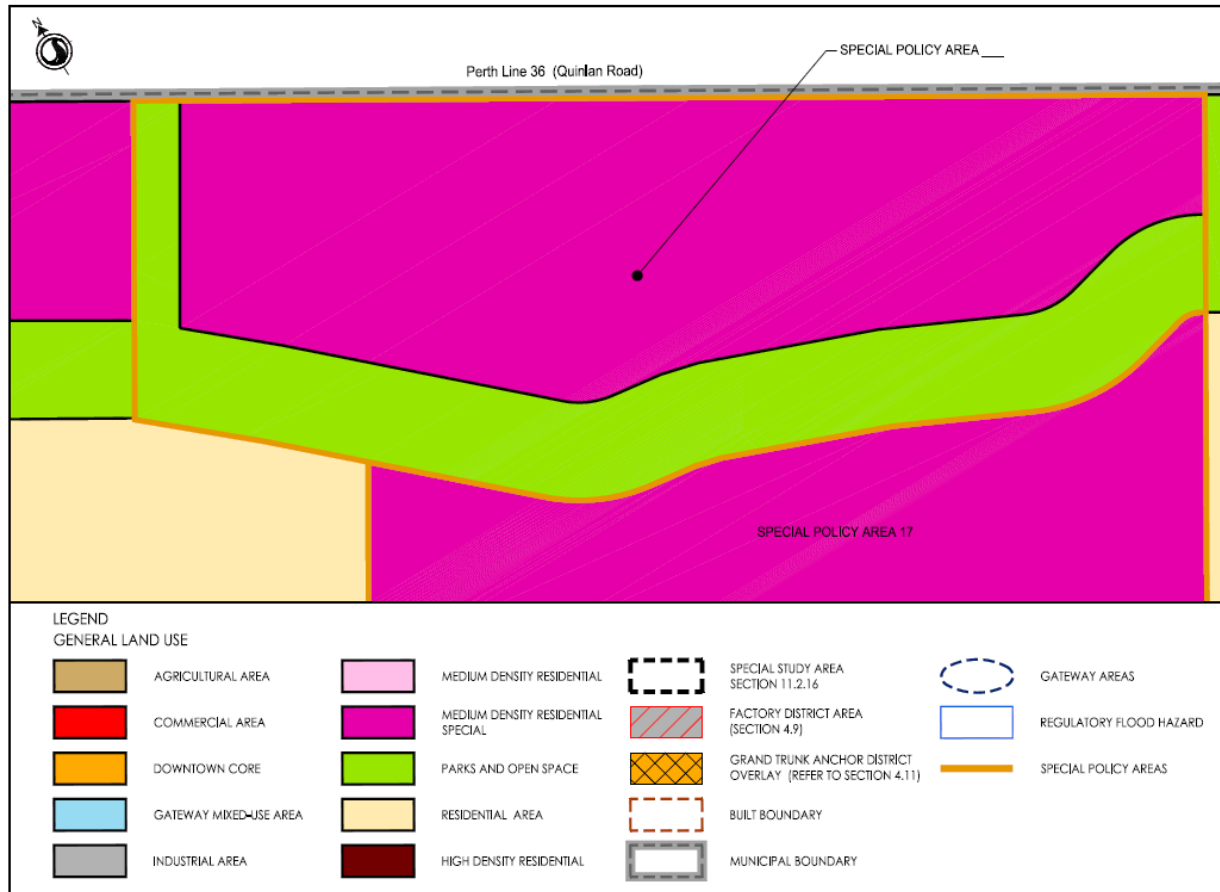 N
SPECIAL POLICY AREA ___
Perth Line 36 (Quinlan Road)
SPECIAL POLICY AREA 17
LEGEND
GENERAL LAND USE
AGRICULTURAL AREA
COMMERCIAL AREA
DOWNTOWN CORE
GATEWAY MIXED-USE AREA
INDUSTRIAL AREA
MEDIUM DENSITY RESIDENTIAL
MEDIUM DENSITY RESIDENTIAL
SPECIAL
PARKS AND OPEN SPACE
RESIDENTIAL AREA
HIGH DENSITY RESIDENTIAL
SPECIAL STUDY AREA
SECTION 11.2.16
FACTORY DISTRICT AREA
(SECTION 4.9)
GRAND TRUNK ANCHOR DISTRICT
OVERLAY (REFER TO SECTION 4.11)
BUILT BOUNDARY
MUNICIPAL BOUNDARY
GATEWAY AREAS
REGULATORY FLOOD HAZARD
SPECIAL POLICY AREAS